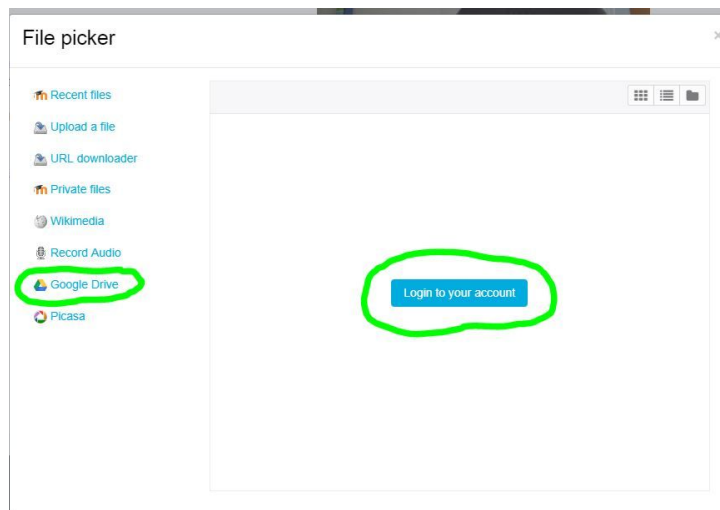 File picker
Recent files
Upload a file
URL downloader
Private files
Wikimedia
Record Audio
Google Drive
Picasa
Login to your account